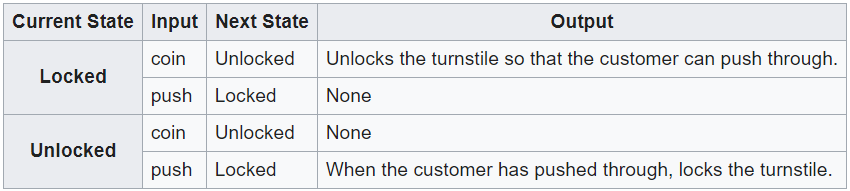 Current State Input Next State Output
Locked coin Unlocked Unlocks the turnstile so that the customer can push through.
push Locked None
Unlocked coin Unlocked None
push Locked When the customer has pushed through, locks the turnstile.